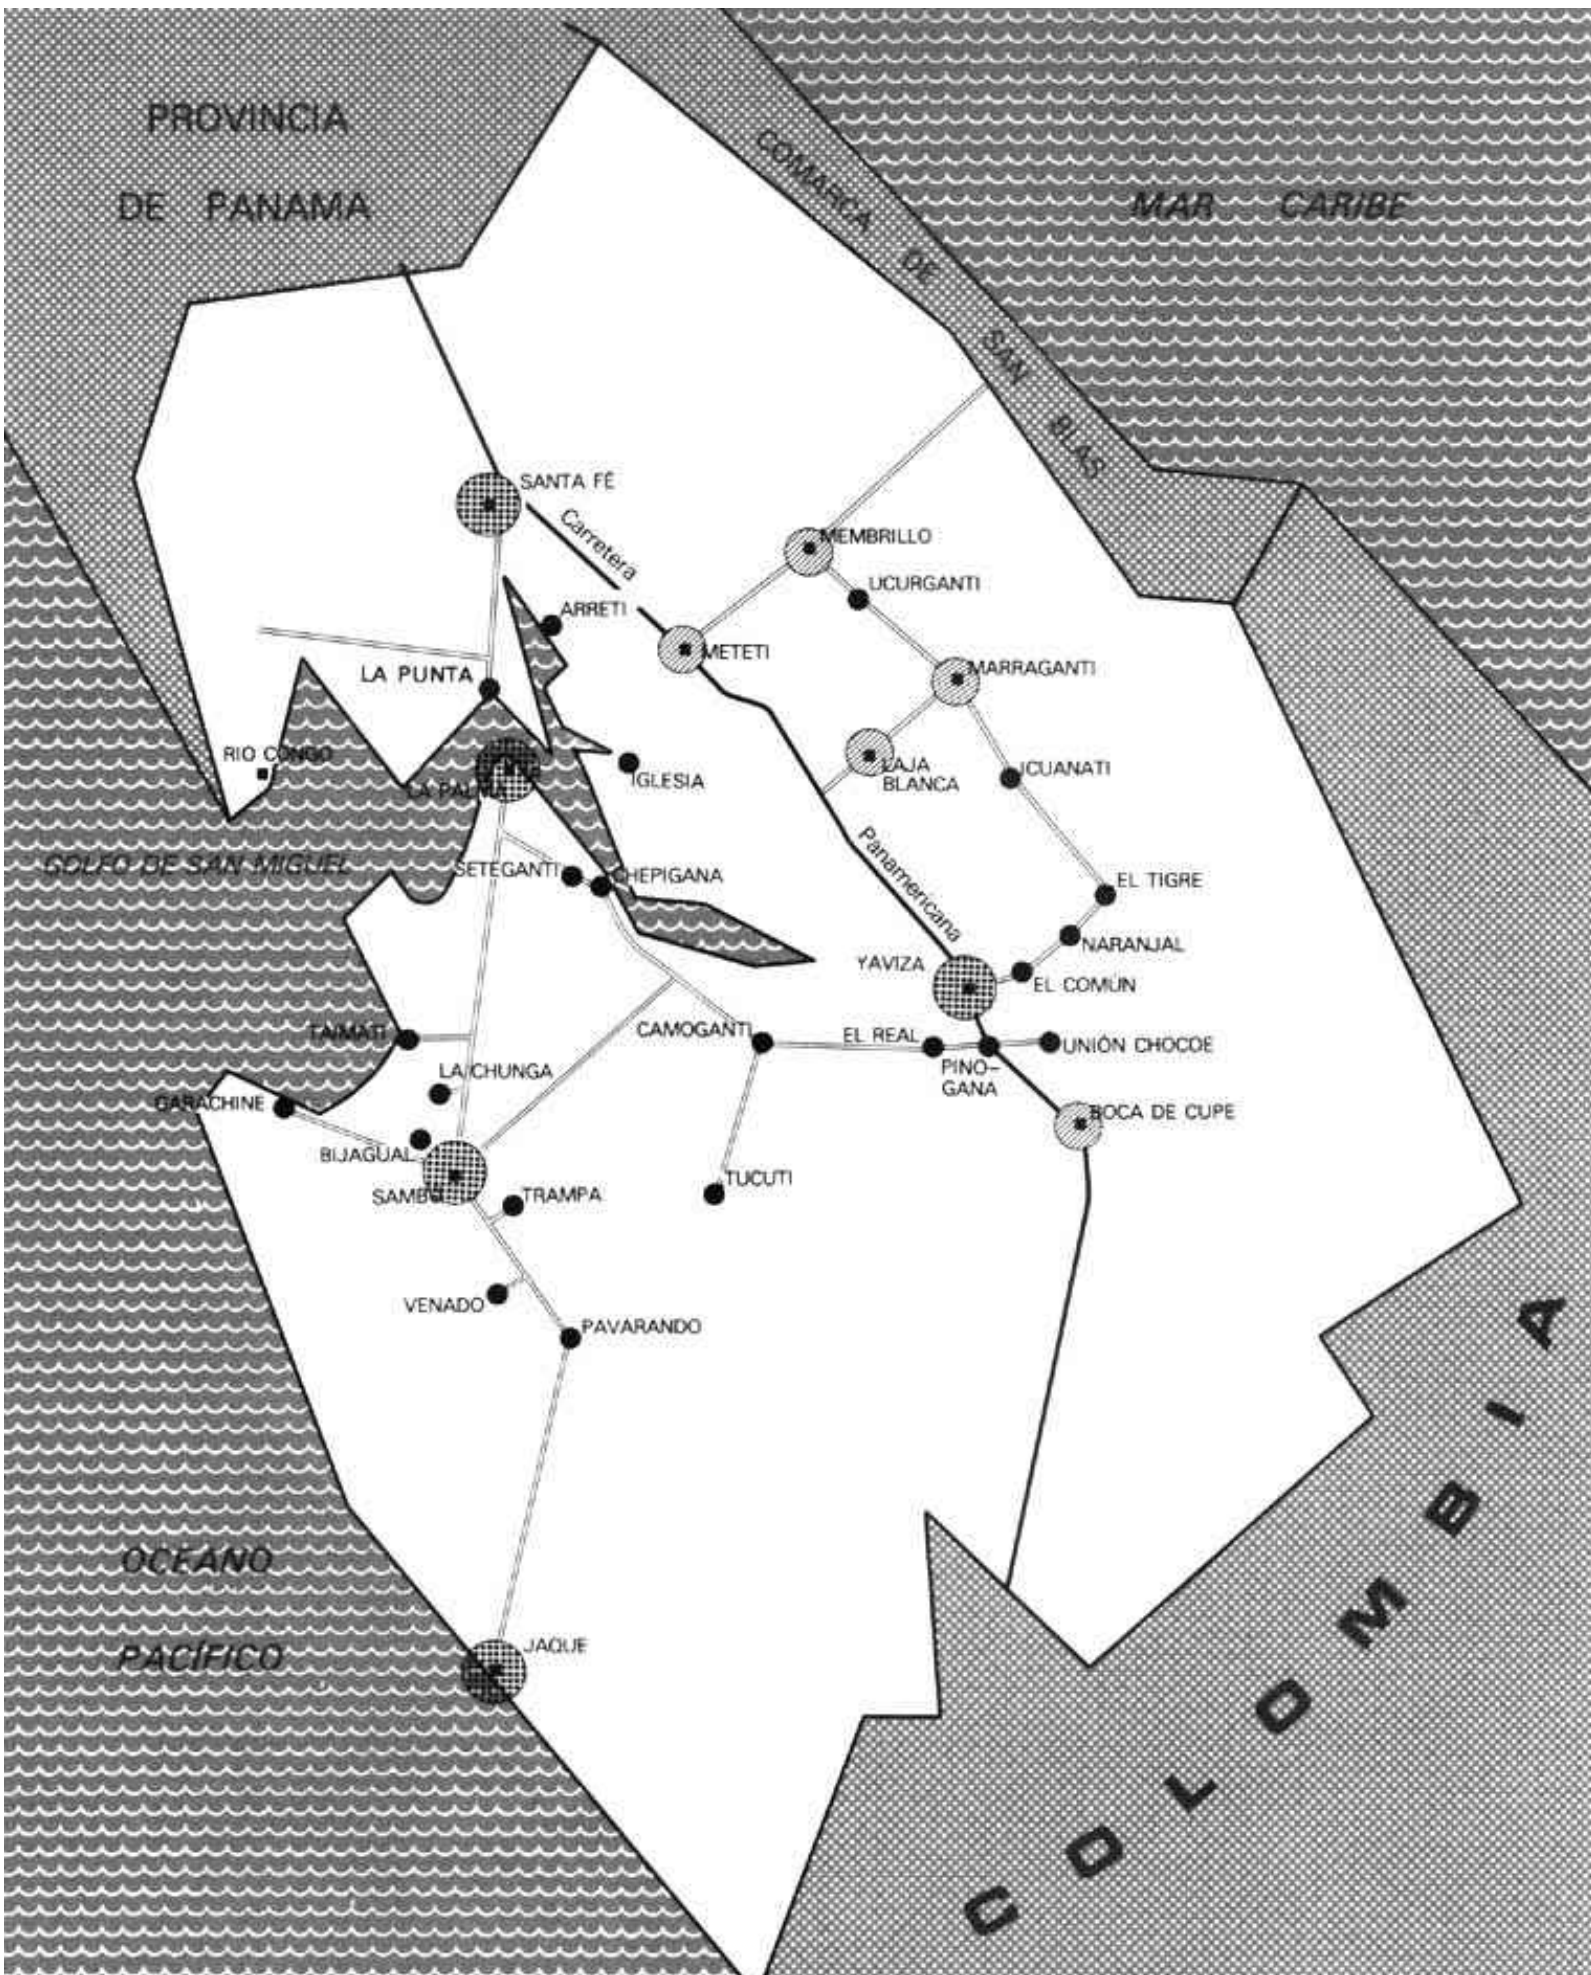 PROVINCIA
DE PANAMA
COMARCA DE SAN BLAS
MAR CARIBE
SANTA FÉ
Carretera
MEMBRILLO
UCURGANTI
ARRETI
METETI
MARRAGANTI
LA PUNTA
RIO CONGO
LA PALMA
IGLESIA
LAJA
BLANCA
ICUANATI
GOLFO DE SAN MIGUEL
SETEGANTI
CHEPIGANA
Panamericana
EL TIGRE
NARANJAL
YAVIZA
EL COMÚN
TAIMATI
CAMOGANTI
EL REAL
PINO-
GANA
UNIÓN CHOCOE
LA CHUNGA
GARACHINE
BOCA DE CUPE
BIJAGUAL
SAMBU
TRAMPA
TUCUTI
VENADO
PAVARANDO
COLOMBIA
OCEANO
PACÍFICO
JAQUE